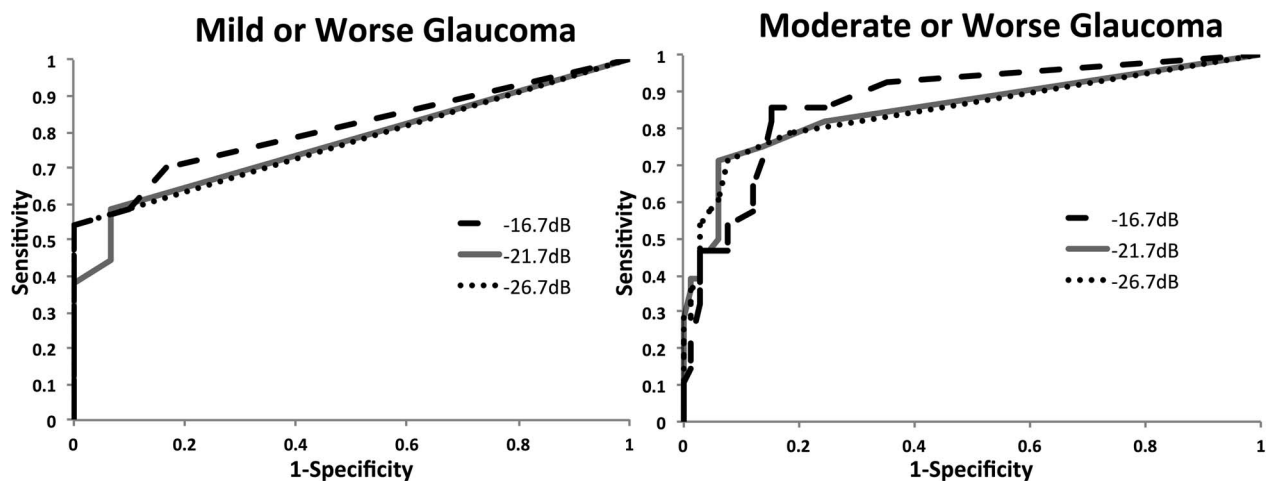 Mild or Worse Glaucoma
Sensitivity
1
0.9
0.8
0.7
0.6
0.5
0.4
0.3
0.2
0.1
0
-16.7dB
-21.7dB
-26.7dB
0 0.2 0.4 0.6 0.8 1
1-Specificity
Moderate or Worse Glaucoma
Sensitivity
1
0.9
0.8
0.7
0.6
0.5
0.4
0.3
0.2
0.1
0
-16.7dB
-21.7dB
-26.7dB
0 0.2 0.4 0.6 0.8 1
1-Specificity